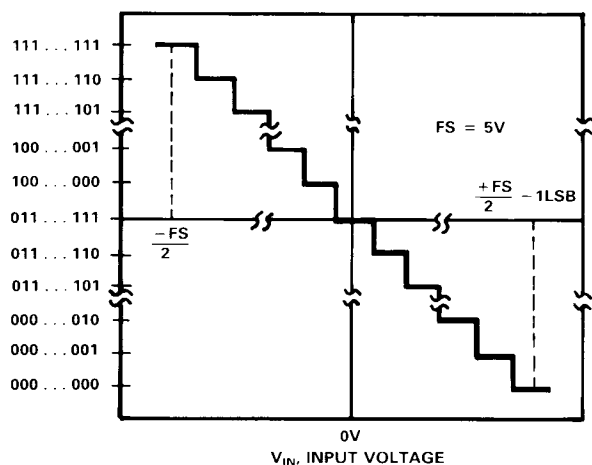 111...111
111...110
111...101
100...001
100...000
011...111
011...110
011...101
000...010
000...001
000...000
FS = 5V
−FS
2
+FS
2
−1LSB
0V
VIN, INPUT VOLTAGE